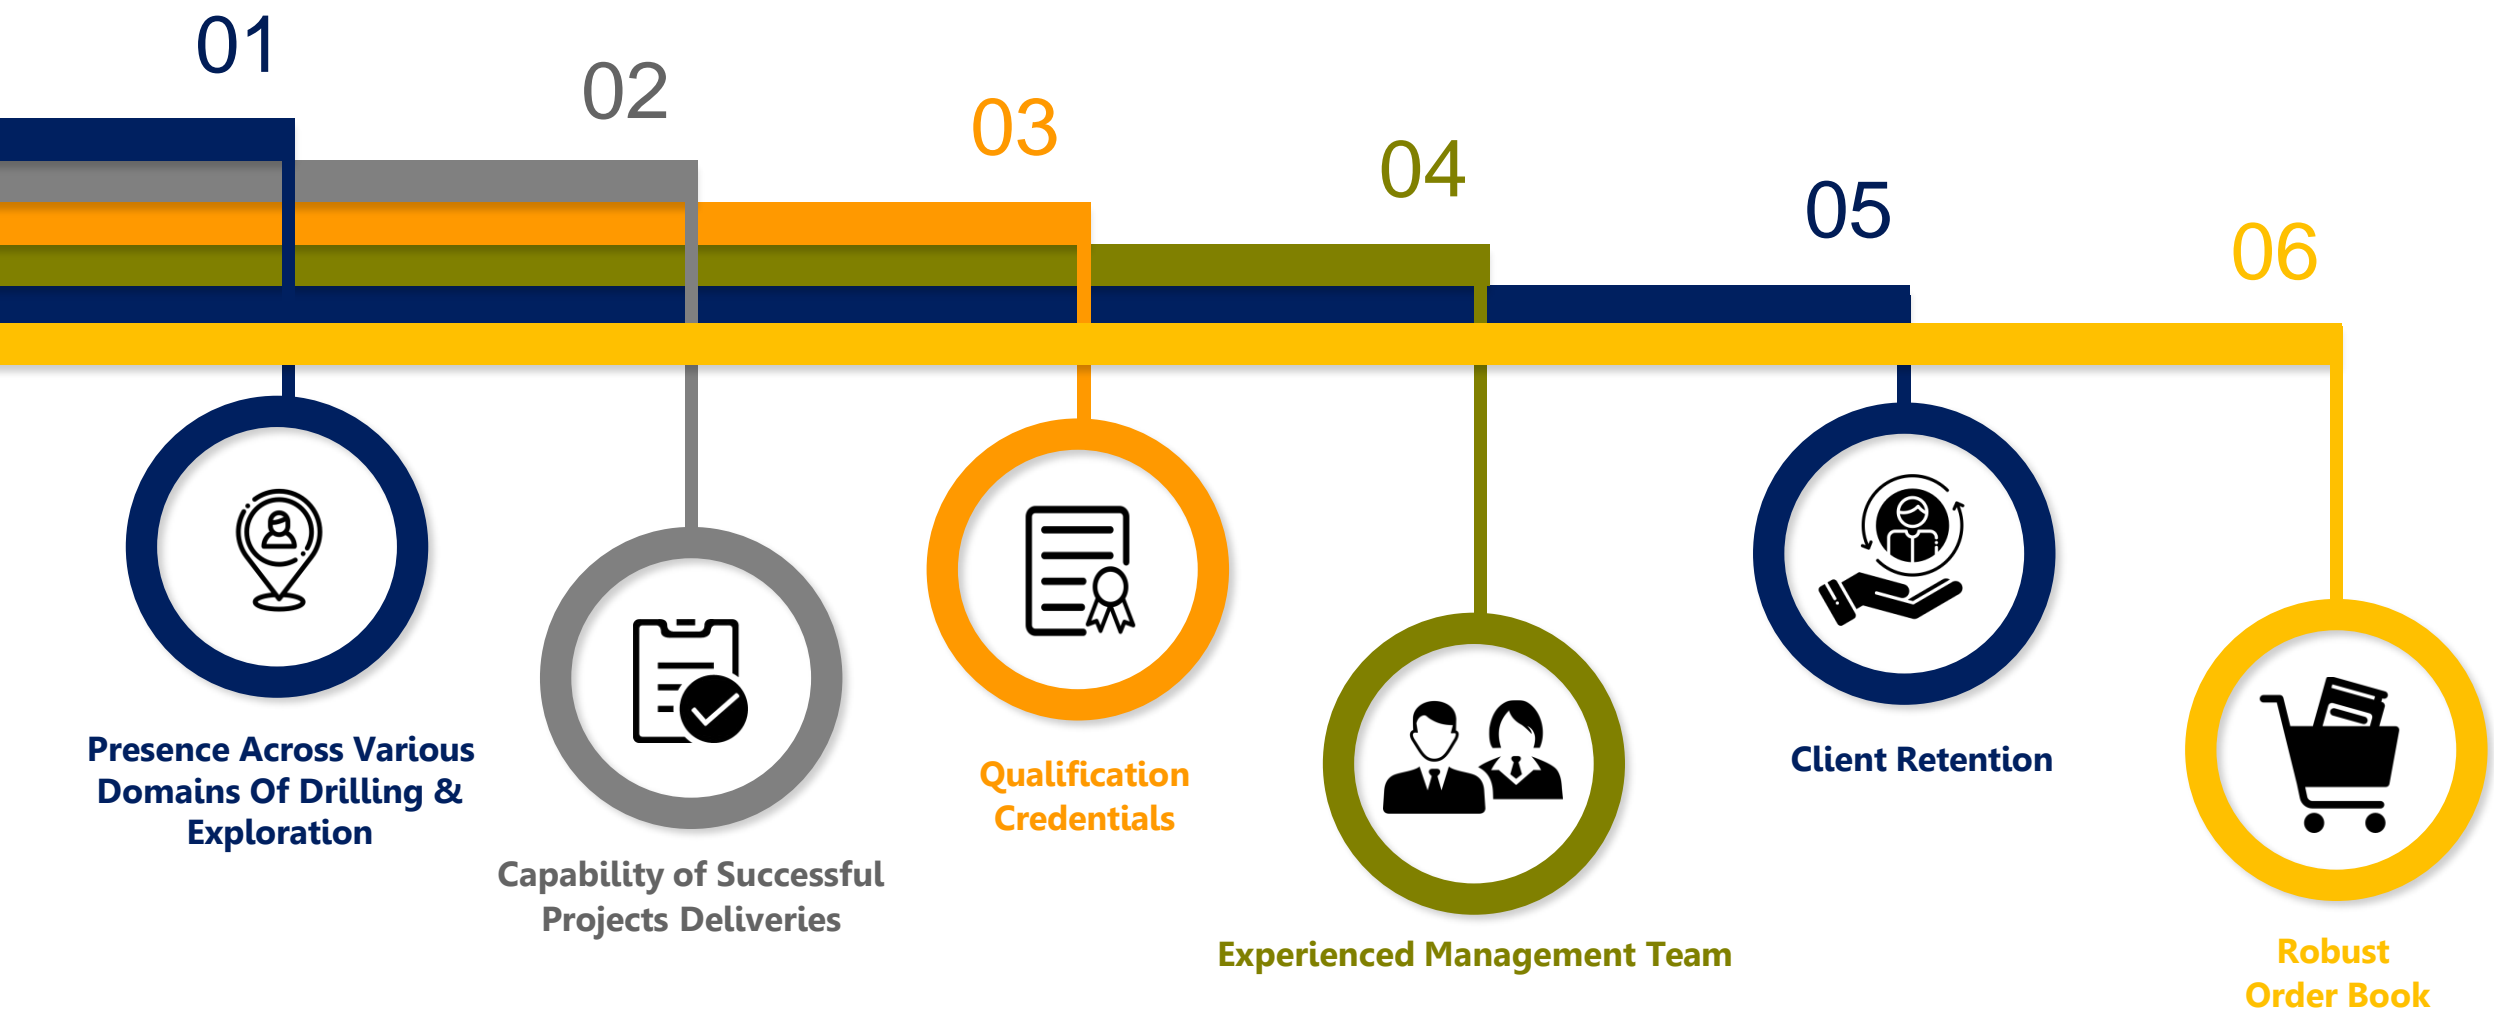 01
Presence Across Various
Domains Of Drilling &
Exploration
02
Capability of Successful
Projects Deliveries
03
Qualification
Credentials
04
Experienced Management Team
05
Client Retention
06
Robust
Order Book